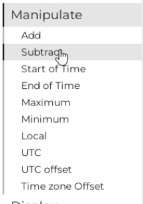 Manipulate
Add
Subtract
Start of Time
End of Time
Maximum
Minimum
Local
UTC
UTC offset
Time zone Offset